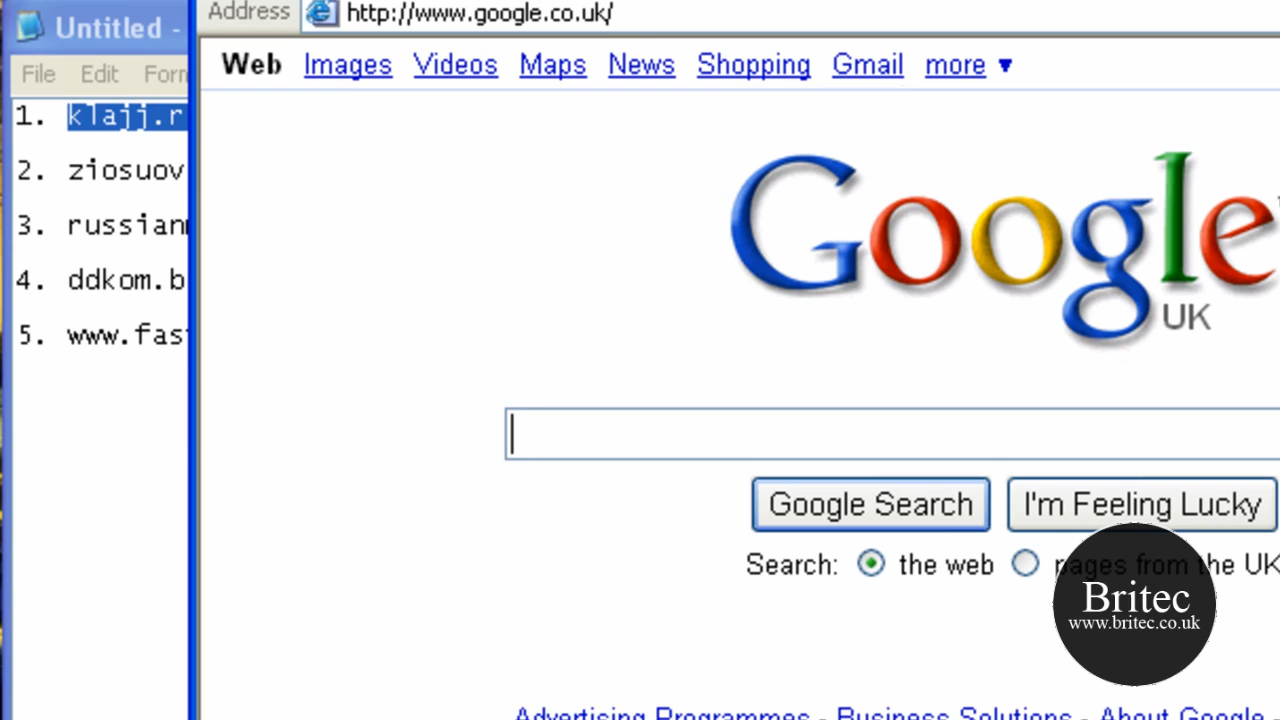 Untitled -
File Edit
1. klajj.r
2. ziosuov
3. russian
4. ddkom.b
5. www.fas
Address http://www.google.co.uk/
Web Images Videos Maps News Shopping Gmail more ▼
Google
UK
Google Search I'm Feeling Lucky
Search: the web pages from the UK
Britec
www.britec.co.uk
Advertising Programmes - Business Solutions - About Google -